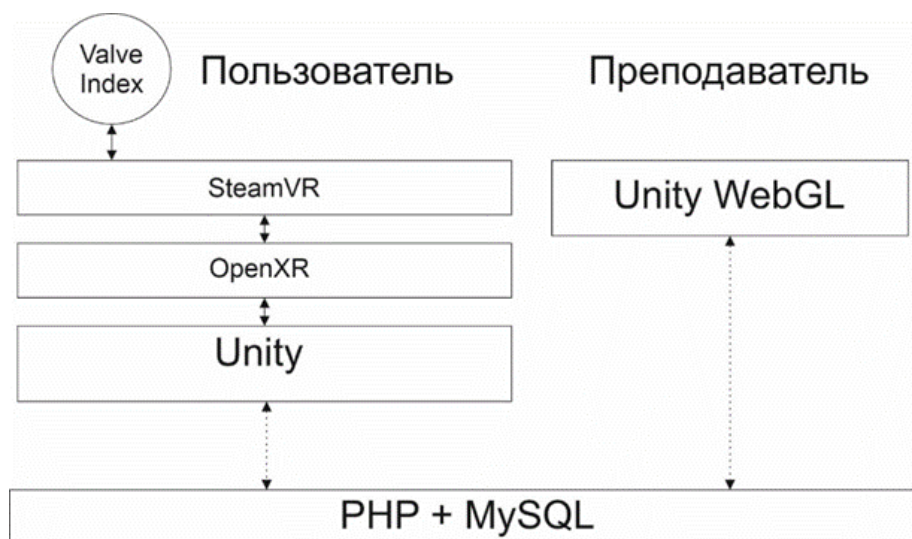 Valve
Index
Пользователь
Преподаватель
SteamVR
Unity WebGL
OpenXR
Unity
PHP + MySQL